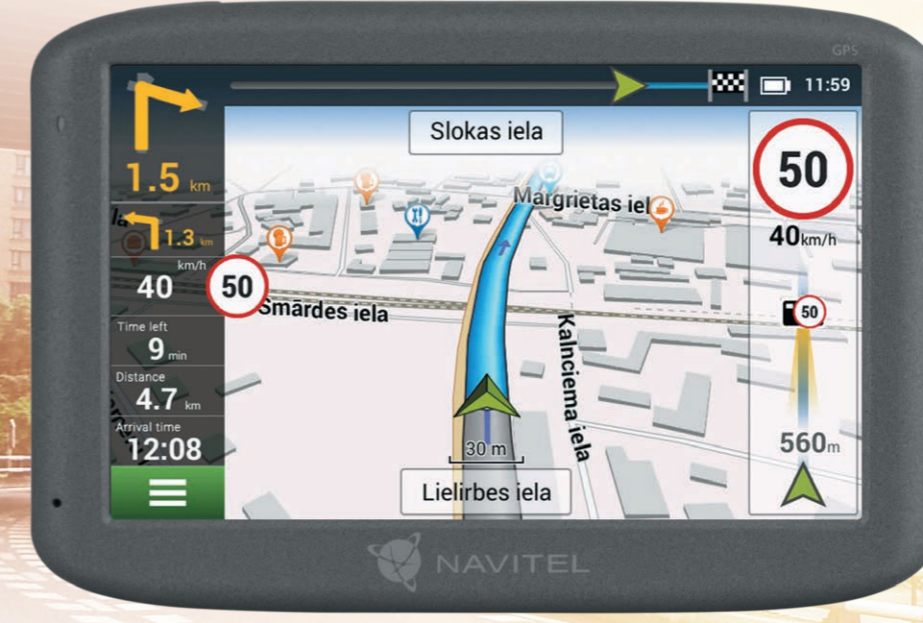 GPS
11:59
Slokas iela
1.5 km
1.3 km
km/h
40
50
Time left
9 min
Distance
4.7 km
Arrival time
12:08
Margrietas iel
Smārdes iela
Kalnciema iela
30 m
Lielirbes iela
50
40km/h
50
560m
NAVITEL